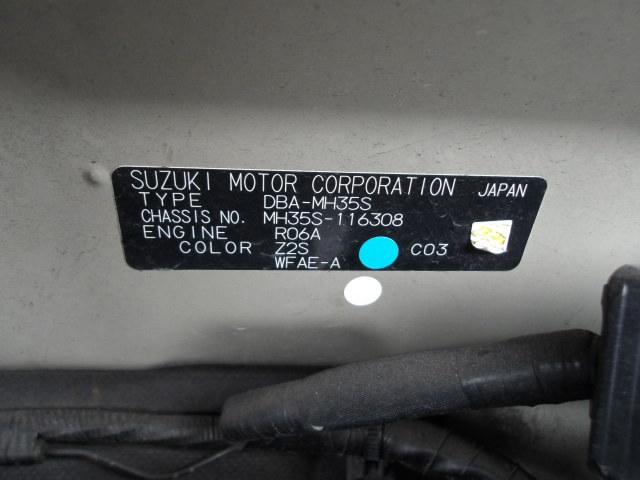 SUZUKI MOTOR CORPORATION JAPAN
TYPE DBA-MH35S
CHASSIS NO. MH35S-116308
ENGINE R06A
COLOR Z2S C03
WFAE-A